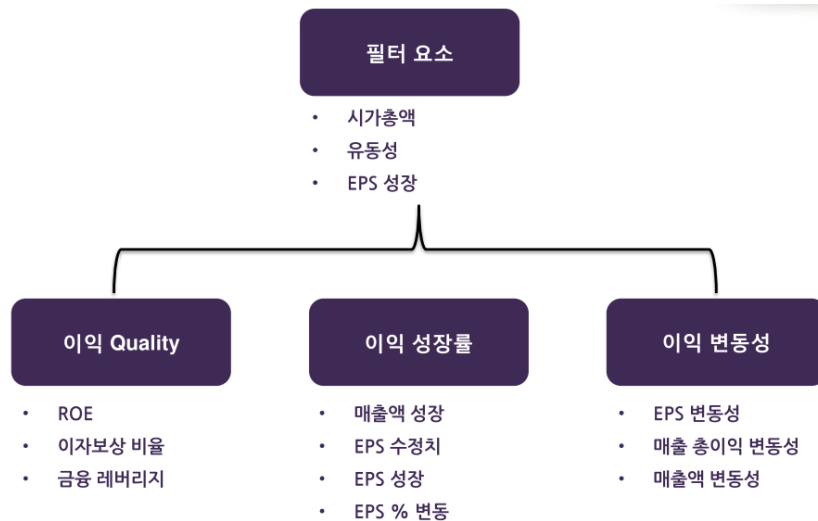 필터 요소
• 시가총액
• 유동성
• EPS 성장
이익 Quality
• ROE
• 이자보상 비율
• 금융 레버리지
이익 성장률
• 매출액 성장
• EPS 수정치
• EPS 성장
• EPS % 변동
이익 변동성
• EPS 변동성
• 매출 총이익 변동성
• 매출액 변동성